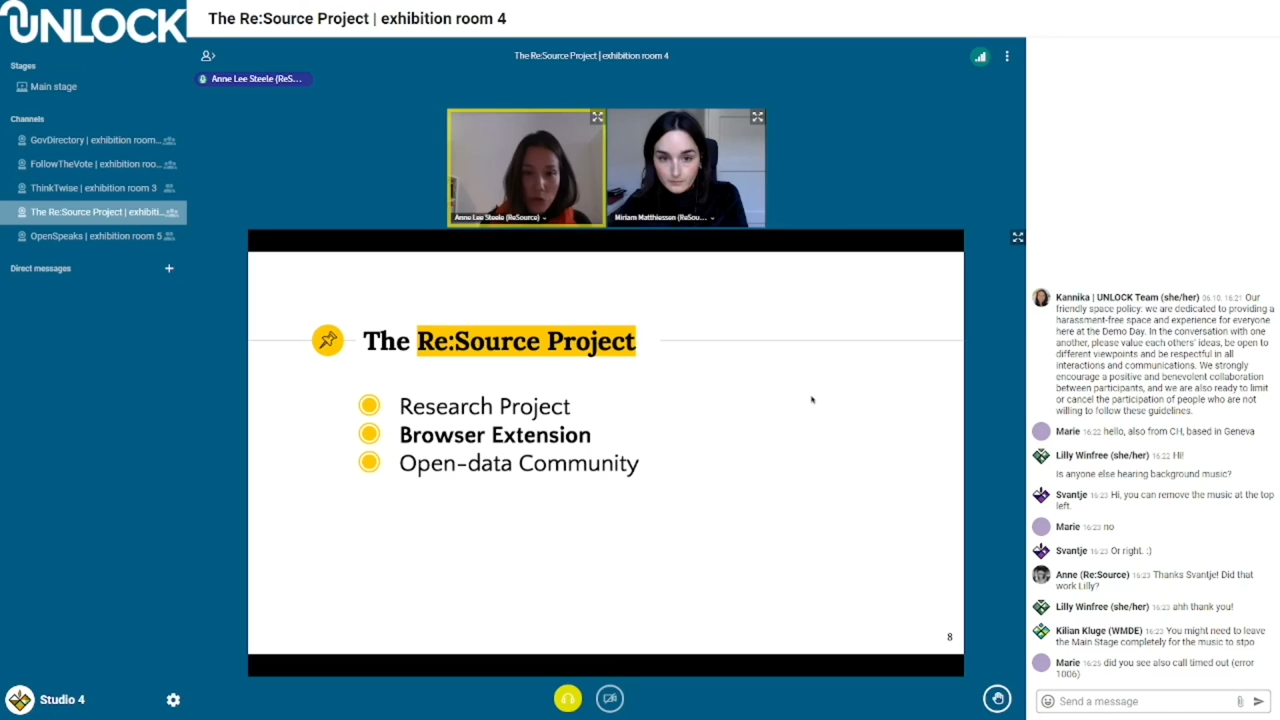 UNLOCK
The Re:Source Project | exhibition room 4
Stages
Main stage
Channels
GovDirectory | exhibition room...
FollowTheVote | exhibition roo...
ThinkTwise | exhibition room 3
The Re:Source Project | exhibiti...
OpenSpeaks | exhibition room 5
Direct messages
+
Studio 4
The Re:Source Project | exhibition room 4
Anne Lee Steele (ReS...
Anne Lee Steele (ReSource)
Miriam Matthiessen (ReSou...
The Re:Source Project
Research Project
Browser Extension
Open-data Community
8
Kannika | UNLOCK Team (she/her) 06.10. 16:21 Our
friendly space policy: we are dedicated to providing a
harassment-free space and experience for everyone
here at the Demo Day. In the conversation with one
another, please value each others' ideas, be open to
different viewpoints and be respectful in all
interactions and communications. We strongly
encourage a positive and benevolent collaboration
between participants, and we are also ready to limit
or cancel the participation of people who are not
willing to follow these guidelines.
Marie 16:22 hello, also from CH, based in Geneva
Lilly Winfree (she/her) 16:22 Hi!
Is anyone else hearing background music?
Svantje 16:23 Hi, you can remove the music at the top
left.
Marie 16:23 no
Svantje 16:23 Or right. :)
Anne (Re:Source) 16:23 Thanks Svantje! Did that
work Lilly?
Lilly Winfree (she/her) 16:23 ahh thank you!
Kilian Kluge (WMDE) 16:23 You might need to leave
the Main Stage completely for the music to stpo
Marie 16:25 did you see also call timed out (error
1006)
Send a message